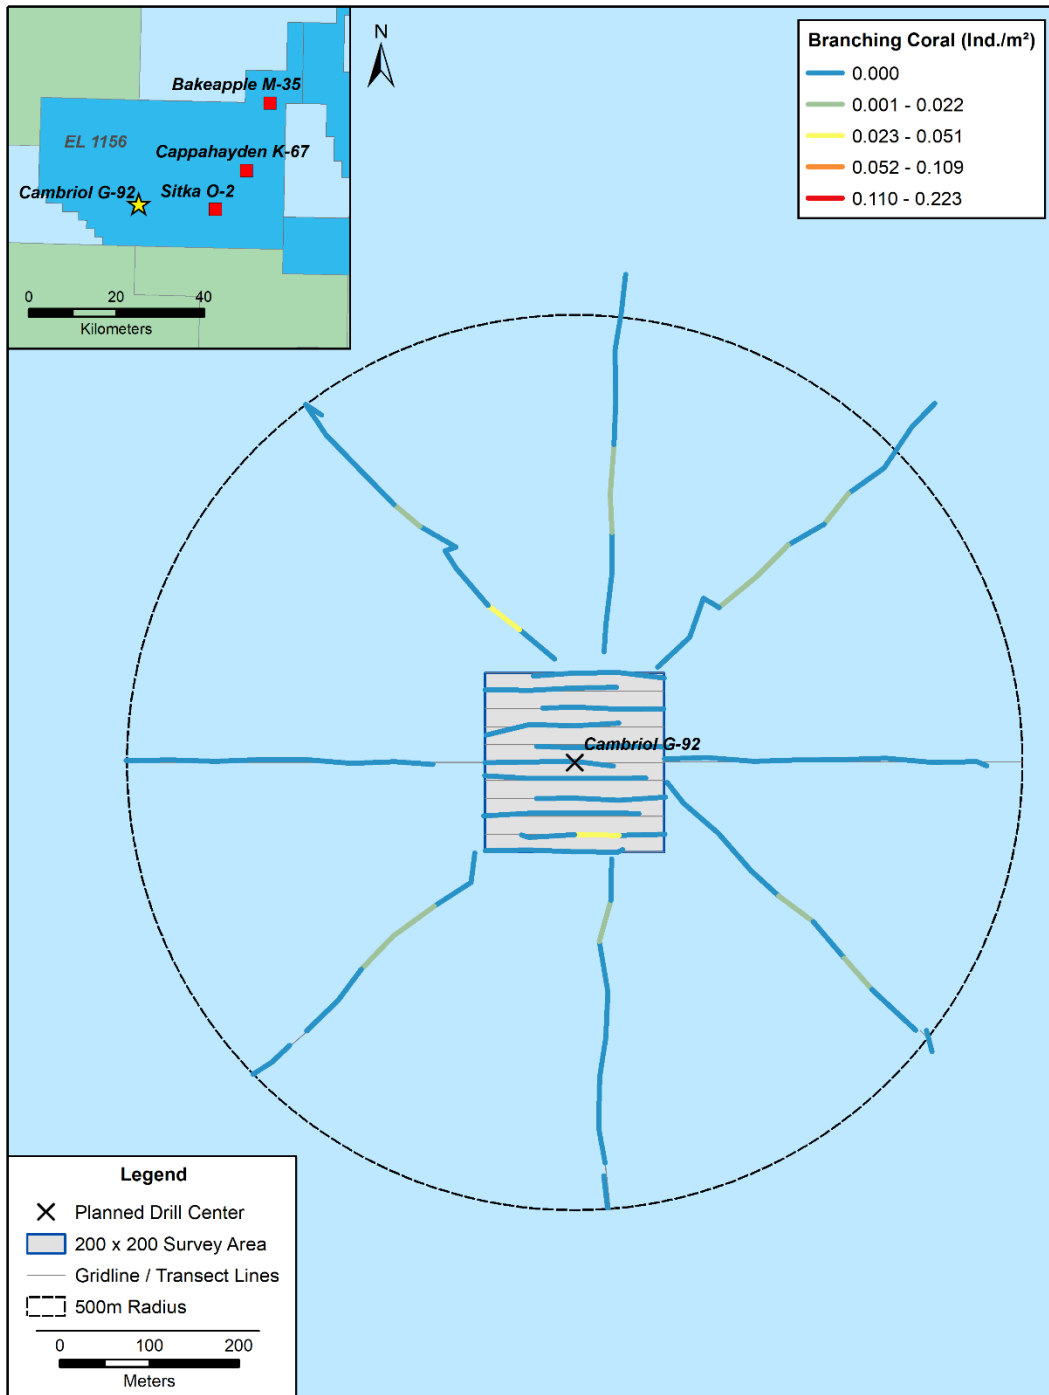 Bakeapple M-35
EL 1156
Cappahayden K-67
Cambriol G-92
Sitka O-2
0 20 40
Kilometers
N
Branching Coral (Ind./m²)
0.000
0.001 - 0.022
0.023 - 0.051
0.052 - 0.109
0.110 - 0.223
Cambriol G-92
Legend
Planned Drill Center
200 x 200 Survey Area
Gridline / Transect Lines
500m Radius
0 100 200
Meters